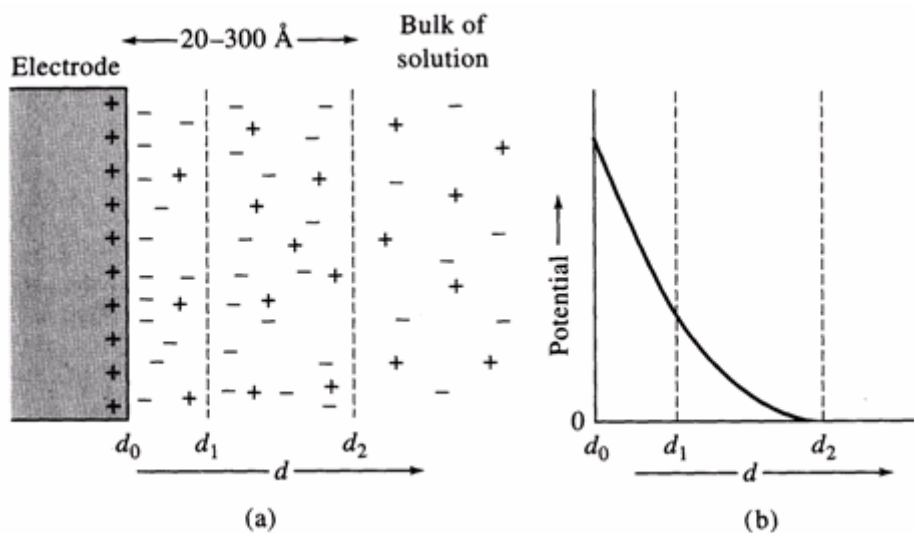 20–300 Å
Bulk of
solution
Electrode
d0
d1
d2
d
(a)
Potential
0
d0
d1
d2
d
(b)